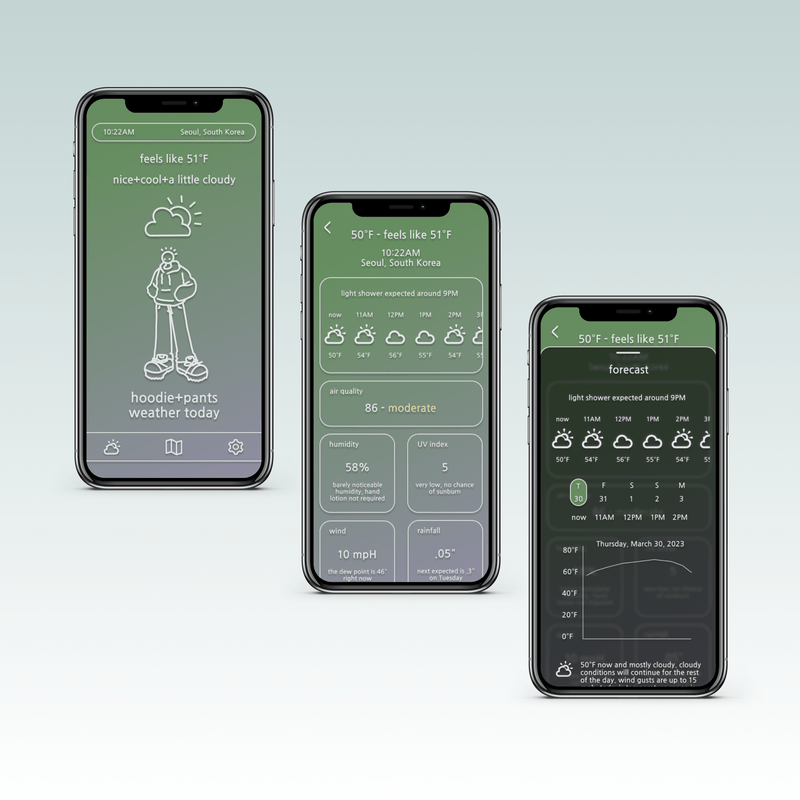 10:22AM Seoul, South Korea
feels like 51°F
nice+cool+a little cloudy
hoodie+pants
weather today
50°F - feels like 51°F
10:22AM
Seoul, South Korea
light shower expected around 9PM
now 11AM 12PM 1PM 2PM
50°F 54°F 56°F 55°F 54°F
air quality
86 - moderate
humidity
58%
barely noticeable
humidity, hand
lotion not required
UV index
5
very low, no chance
of sunburn
wind
10 mpH
the dew point is 46°
right now
rainfall
.05"
next expected is .3"
on Tuesday
50°F - feels like 51°F
forecast
light shower expected around 9PM
now 11AM 12PM 1PM 2PM
50°F 54°F 56°F 55°F 54°F
T F S S M
30 31 1 2 3
now 11AM 12PM 1PM 2PM
Thursday, March 30, 2023
80°F
60°F
40°F
20°F
0°F
50°F now and mostly cloudy, cloudy
conditions will continue for the rest
of the day, wind gusts are up to 15